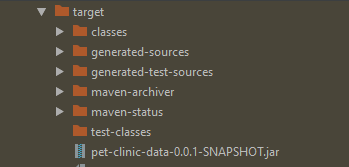 target
classes
generated-sources
generated-test-sources
maven-archiver
maven-status
test-classes
pet-clinic-data-0.0.1-SNAPSHOT.jar